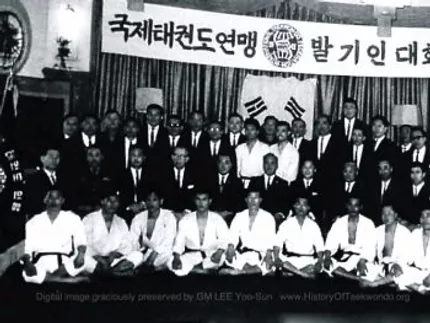 국제태권도연맹 발기인대회
Digital image graciously preserved by GM LEE Yoo-Sun www.HistoryOfTaekwondo.org